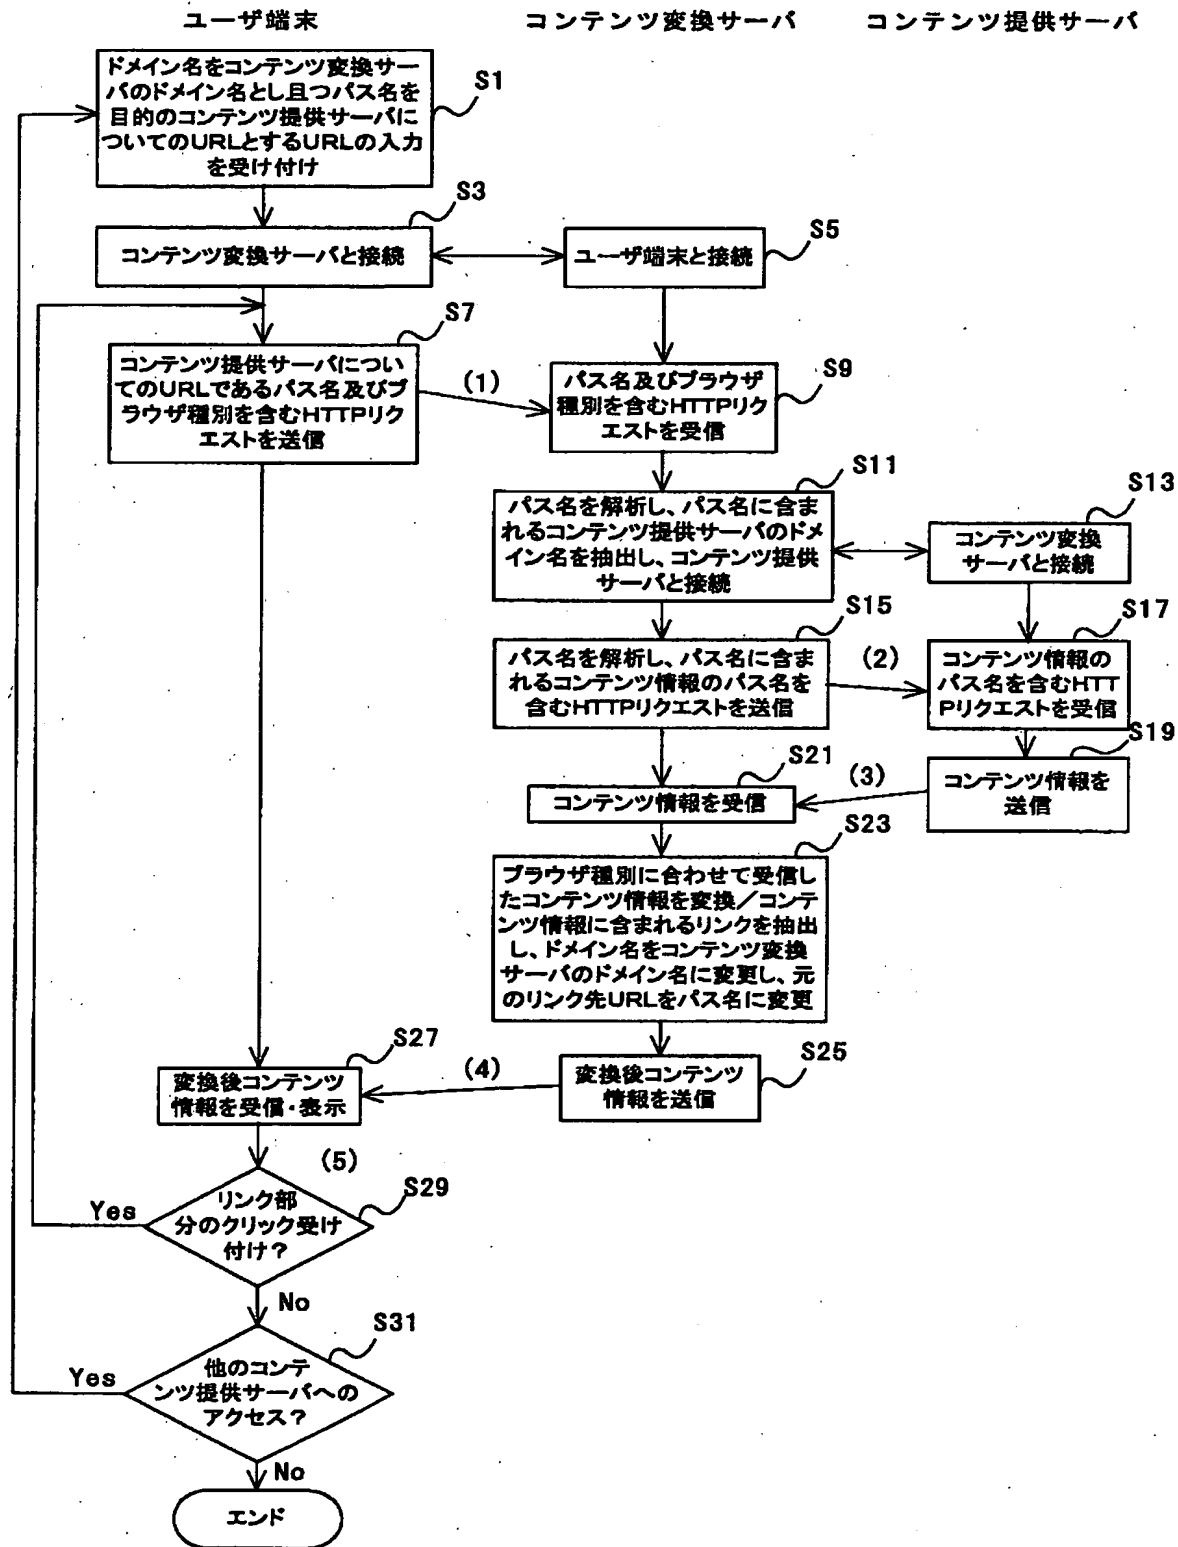 ユーザ端末
コンテンツ変換サーバ
コンテンツ提供サーバ
ドメイン名をコンテンツ変換サー
バのドメイン名とし且つパス名を
目的のコンテンツ提供サーバに
ついてのURLとするURLの入力
を受け付け
S1
コンテンツ変換サーバと接続
S3
ユーザ端末と接続
S5
コンテンツ提供サーバについ
てのURLであるパス名及びブ
ラウザ種別を含むHTTPリク
エストを送信
S7
(1)
パス名及びブラウザ
種別を含むHTTPリク
エストを受信
S9
パス名を解析し、パス名に含ま
れるコンテンツ提供サーバのドメ
イン名を抽出し、コンテンツ提供
サーバと接続
S11
コンテンツ変換
サーバと接続
S13
パス名を解析し、パス名に含ま
れるコンテンツ情報のパス名を
含むHTTPリクエストを送信
S15
(2)
コンテンツ情報の
パス名を含むHTT
Pリクエストを受信
S17
コンテンツ情報を
送信
S19
(3)
コンテンツ情報を受信
S21
ブラウザ種別に合わせて受信し
たコンテンツ情報を変換／コンテ
ンツ情報に含まれるリンクを抽出
し、ドメイン名をコンテンツ変換
サーバのドメイン名に変更し、元
のリンク先URLをパス名に変更
S23
変換後コンテンツ
情報を送信
S25
(4)
変換後コンテンツ
情報を受信・表示
S27
(5)
リンク部
分のクリック受け
付け？
S29
Yes
No
他のコンテ
ンツ提供サーバへの
アクセス？
S31
Yes
No
エンド